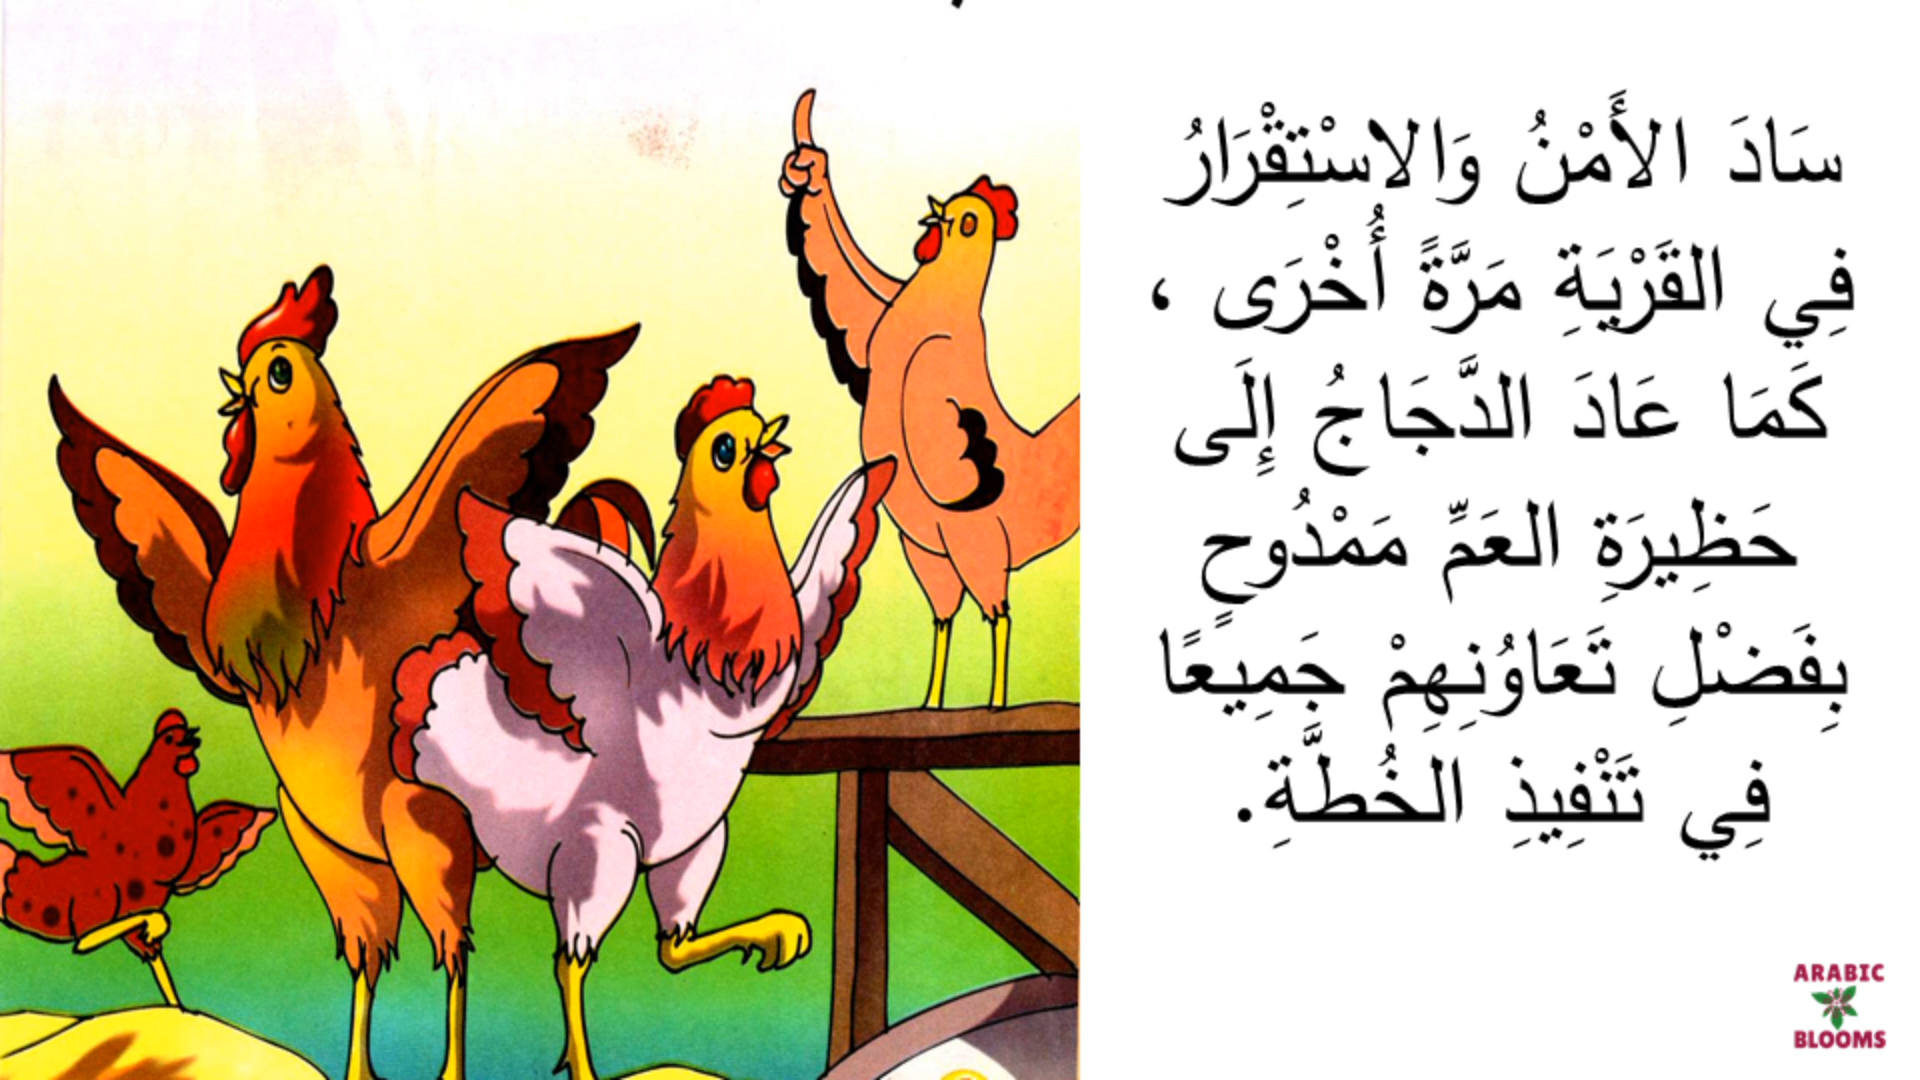 سَادَ الأَمْنُ وَالاسْتِقْرَارُ
فِي القَرْيَةِ مَرَّةً أُخْرَى ،
كَمَا عَادَ الدَّجَاجُ إِلَى
حَظِيرَةِ العَمِّ مَمْدُوحٍ
بِفَضْلِ تَعَاوُنِهِمْ جَمِيعًا
فِي تَنْفِيذِ الخُطَّةِ.
ARABIC
BLOOMS